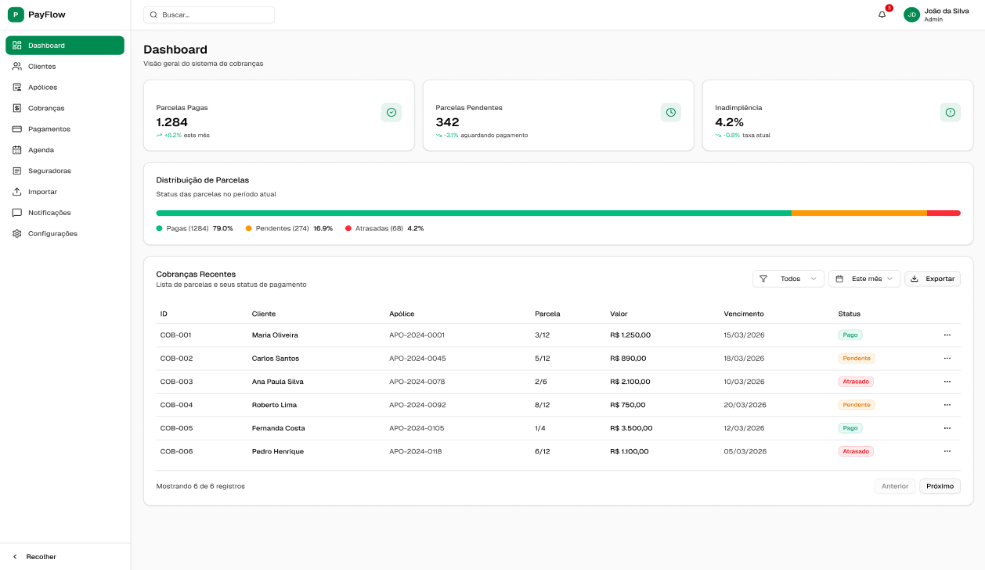 P PayFlow
Buscar...
3
JD
João da Silva
Admin
Dashboard
Clientes
Apólices
Cobranças
Pagamentos
Agenda
Seguradoras
Importar
Notificações
Configurações
Recolher
Dashboard
Visão geral do sistema de cobranças
Parcelas Pagas
1.284
+8.2% este mês
Parcelas Pendentes
342
-3.1% aguardando pagamento
Inadimplência
4.2%
-0.8% taxa atual
Distribuição de Parcelas
Status das parcelas no período atual
Pagas (1284) 79.0% Pendentes (274) 16.9% Atrasadas (68) 4.2%
Cobranças Recentes
Lista de parcelas e seus status de pagamento
Todos Este mês Exportar
ID Cliente Apólice Parcela Valor Vencimento Status
COB-001 Maria Oliveira APO-2024-0001 3/12 R$ 1.250,00 15/03/2026 Pago ...
COB-002 Carlos Santos APO-2024-0045 5/12 R$ 890,00 18/03/2026 Pendente ...
COB-003 Ana Paula Silva APO-2024-0078 2/6 R$ 2.100,00 10/03/2026 Atrasado ...
COB-004 Roberto Lima APO-2024-0092 8/12 R$ 750,00 20/03/2026 Pendente ...
COB-005 Fernanda Costa APO-2024-0105 1/4 R$ 3.500,00 12/03/2026 Pago ...
COB-006 Pedro Henrique APO-2024-0118 6/12 R$ 1.100,00 05/03/2026 Atrasado ...
Mostrando 6 de 6 registros
Anterior Próximo